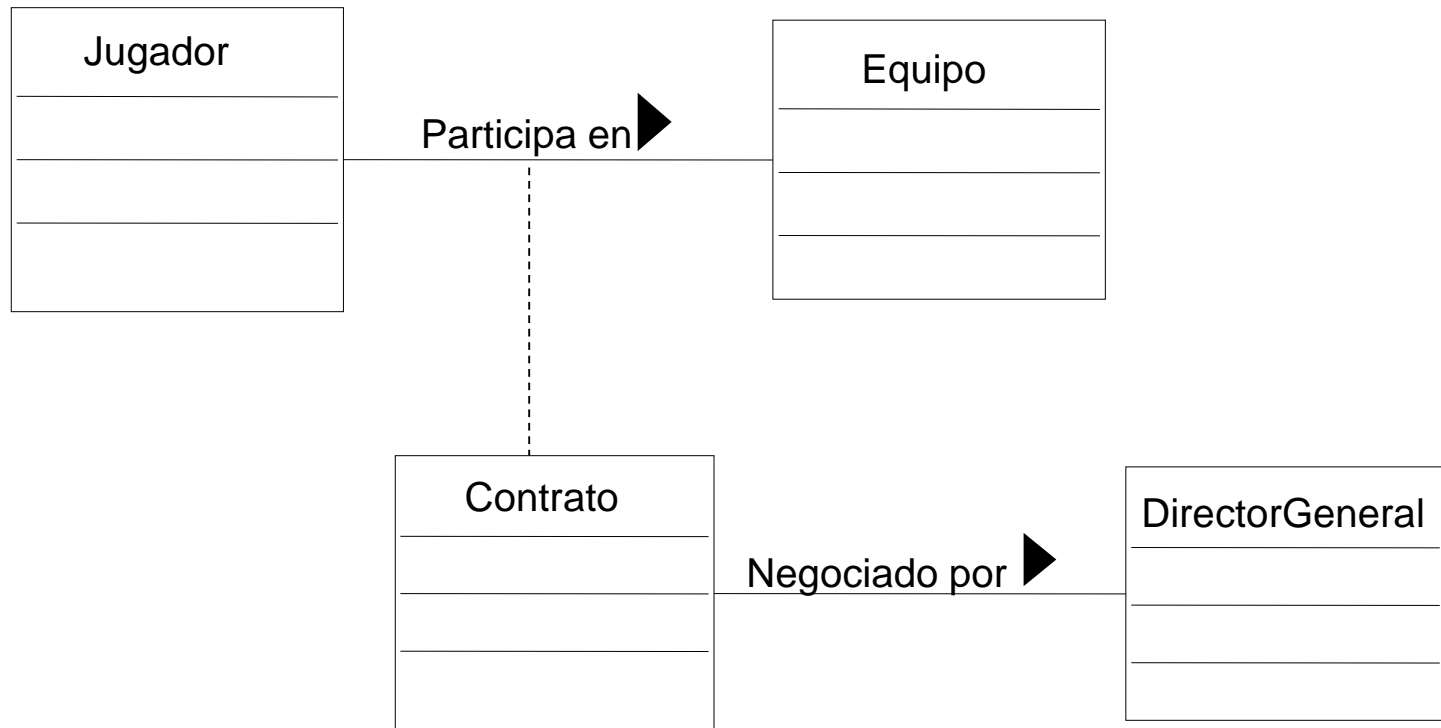 Jugador
Equipo
Participa en
Contrato
DirectorGeneral
Negociado por